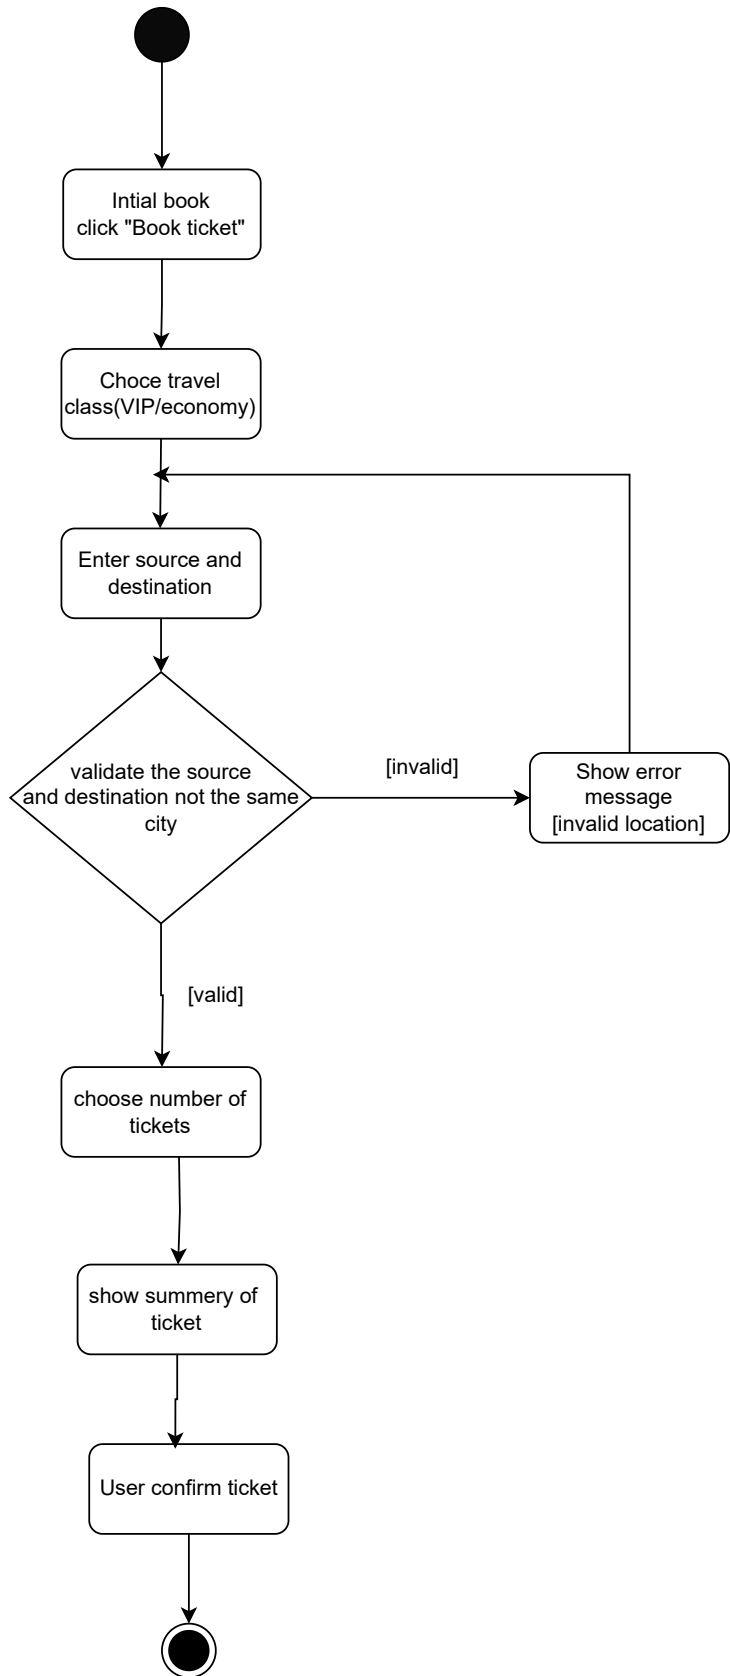 Intial book
click "Book ticket"
Choce travel
class(VIP/economy)
Enter source and
destination
validate the source
and destination not the same
city
[invalid]
Show error
message
[invalid location]
[valid]
choose number of
tickets
show summery of
ticket
User confirm ticket